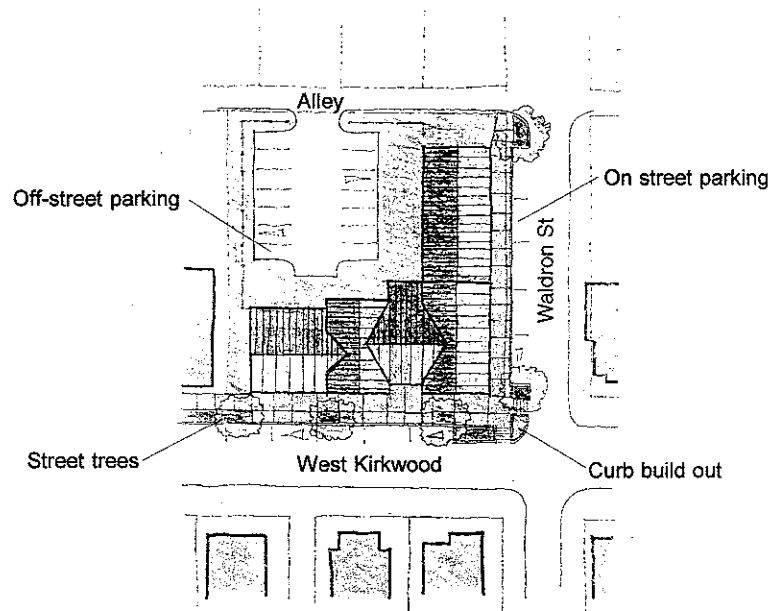 Alley
Off-street parking
On street parking
Waldron St
Street trees
West Kirkwood
Curb build out